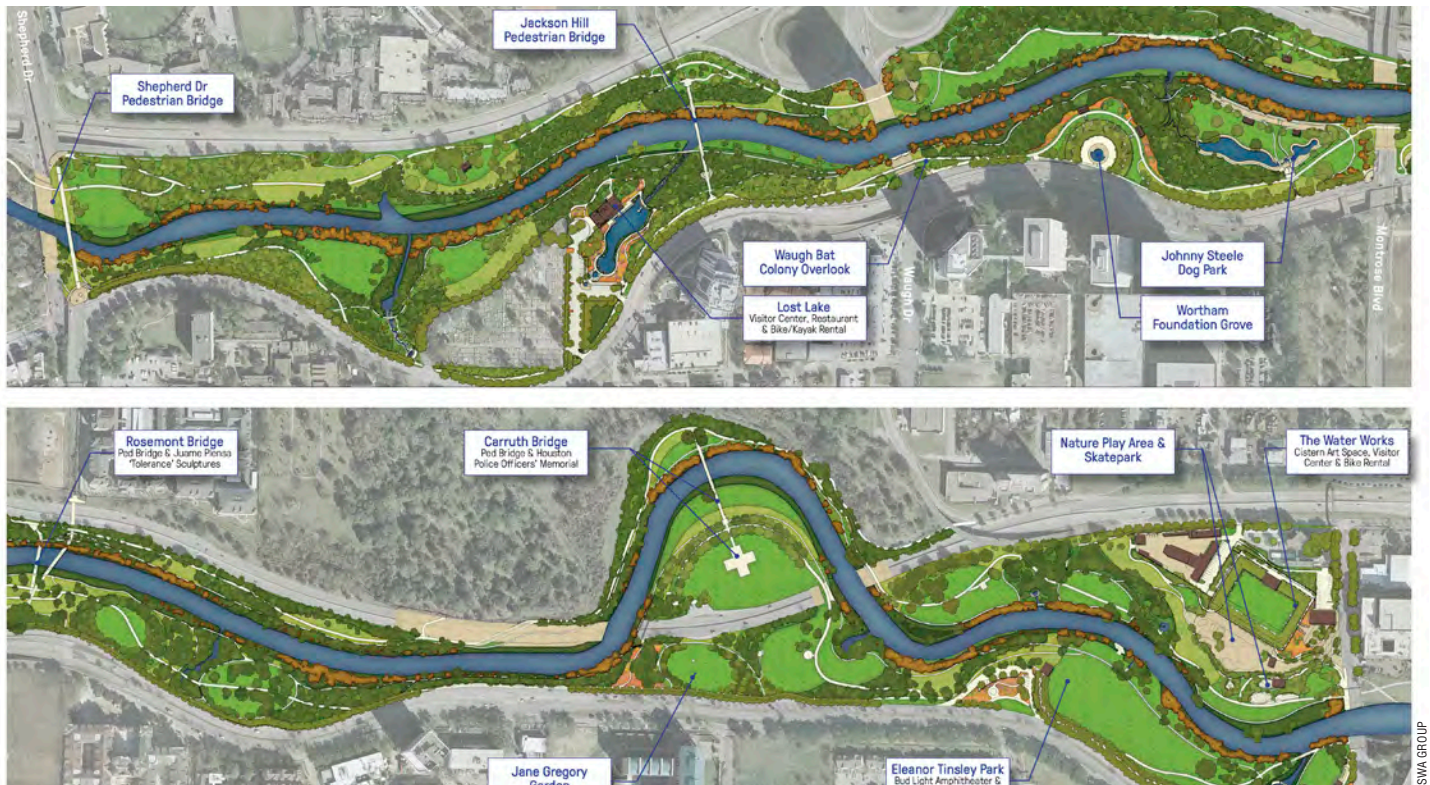 Shepherd Dr
Jackson Hill
Pedestrian Bridge
Shepherd Dr
Pedestrian Bridge
Waugh Bat
Colony Overlook
Lost Lake
Visitor Center, Restaurant
& Bike/Kayak Rental
Waugh Dr
Johnny Steele
Dog Park
Wortham
Foundation Grove
Montrose Blvd
Rosemont Bridge
Ped Bridge & Juame Plensa
'Tolerance' Sculptures
Carruth Bridge
Ped Bridge & Houston
Police Officers' Memorial
Nature Play Area &
Skatepark
The Water Works
Cistern Art Space, Visitor
Center & Bike Rental
Jane Gregory
Garden
Eleanor Tinsley Park
Bud Light Amphitheater &
SWA GROUP